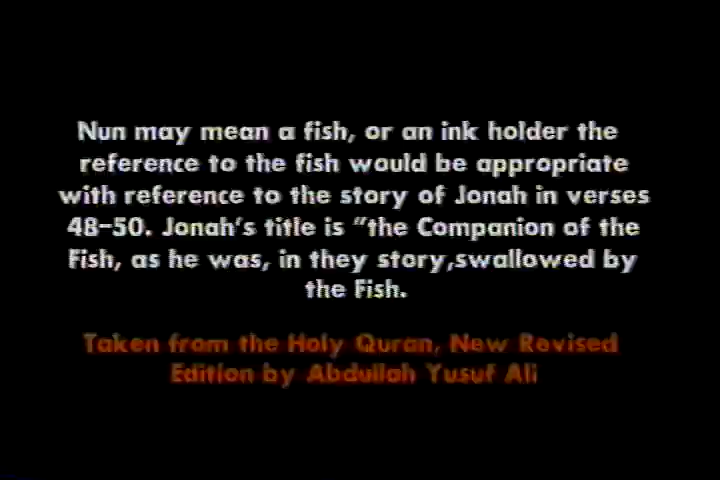 Nun may mean a fish, or an ink holder the
reference to the fish would be appropriate
with reference to the story of Jonah in verses
48-50. Jonah's title is "the Companion of the
Fish, as he was, in they story,swallowed by
the Fish.
Taken from the Holy Quran, New Revised
Edition by Abdullah Yusuf Ali